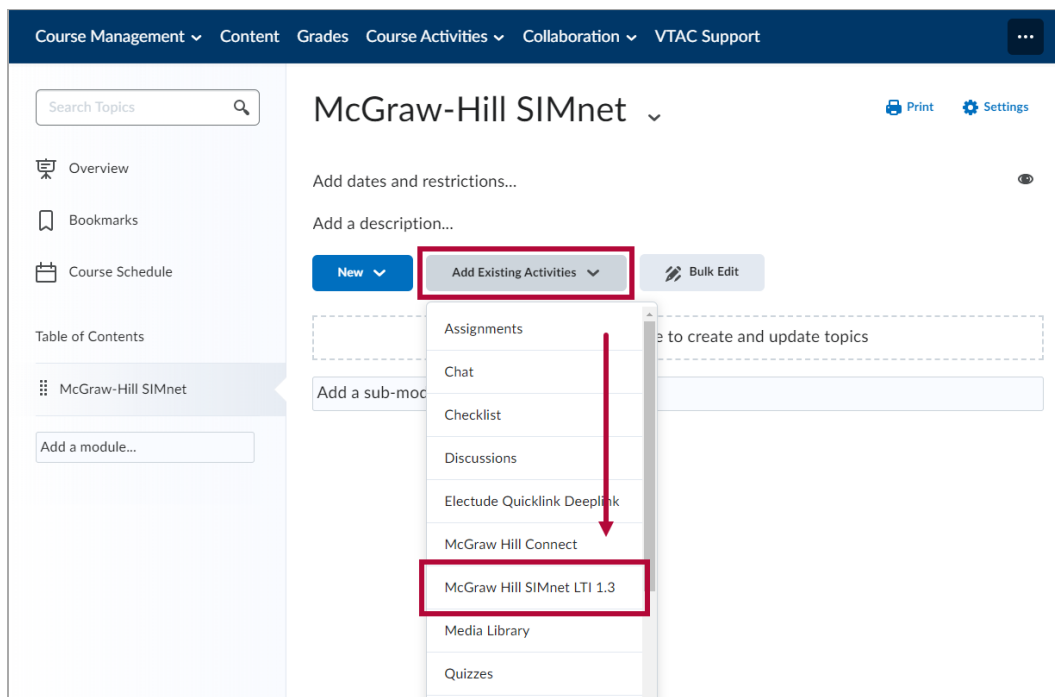 Course Management Content Grades Course Activities Collaboration VTAC Support
Search Topics
Overview
Bookmarks
Course Schedule
Table of Contents
McGraw-Hill SIMnet
Add a module...
McGraw-Hill SIMnet
Print Settings
Add dates and restrictions...
Add a description...
New Add Existing Activities Bulk Edit
e to create and update topics
Add a sub-mod
Assignments
Chat
Checklist
Discussions
Electude Quicklink Deeplink
McGraw Hill Connect
McGraw Hill SIMnet LTI 1.3
Media Library
Quizzes